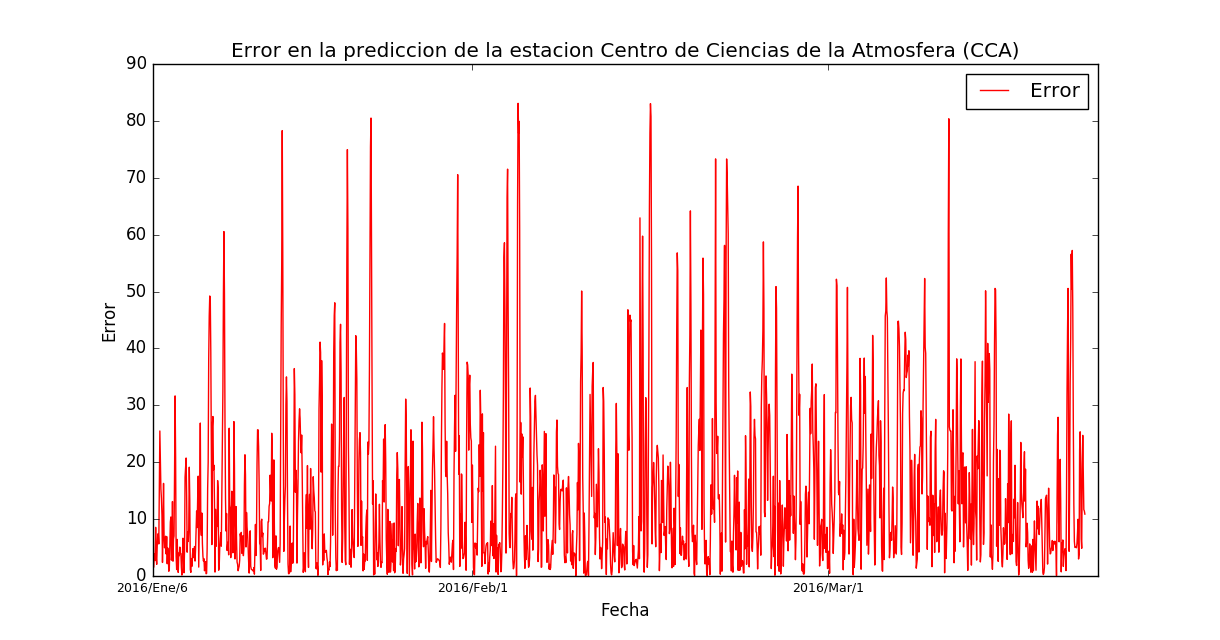 Error en la prediccion de la estacion Centro de Ciencias de la Atmosfera (CCA)
Error
90
80
70
60
50
40
30
20
10
0
Error
2016/Ene/6
2016/Feb/1
2016/Mar/1
Fecha